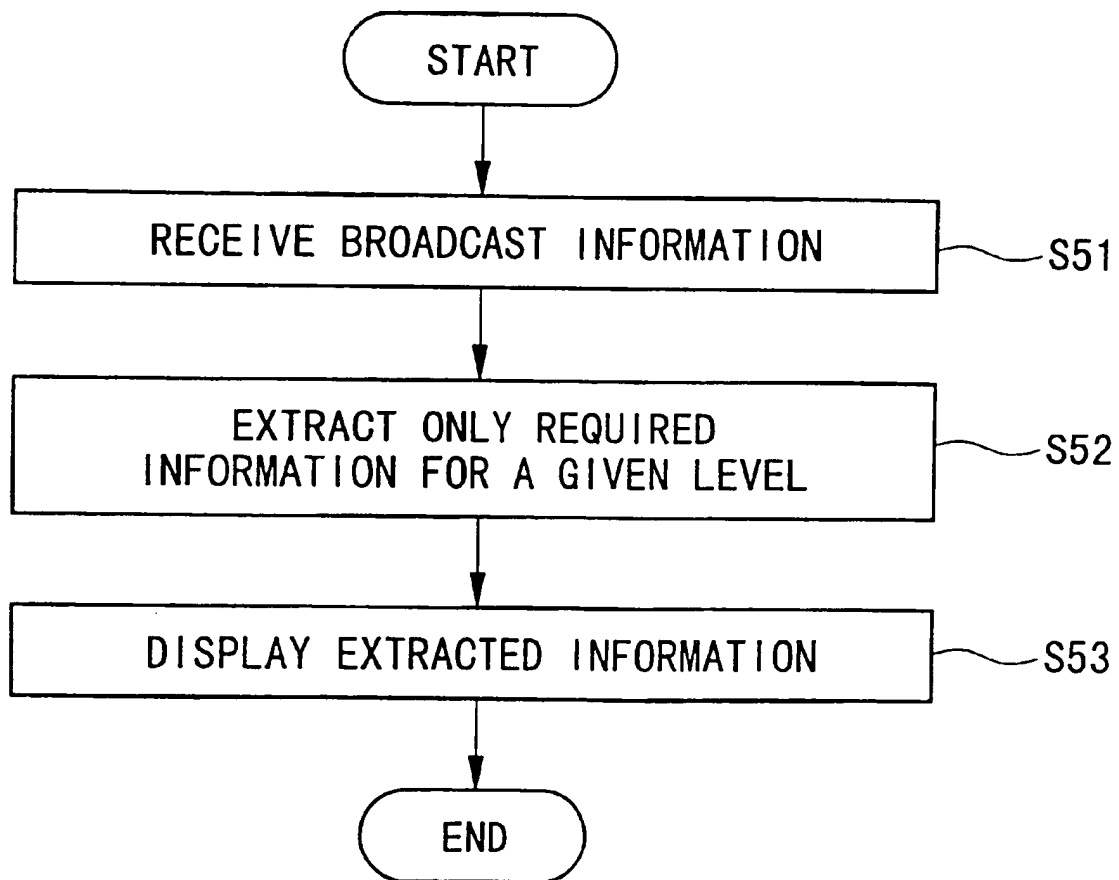 START
RECEIVE BROADCAST INFORMATION
S51
EXTRACT ONLY REQUIRED
INFORMATION FOR A GIVEN LEVEL
S52
DISPLAY EXTRACTED INFORMATION
S53
END